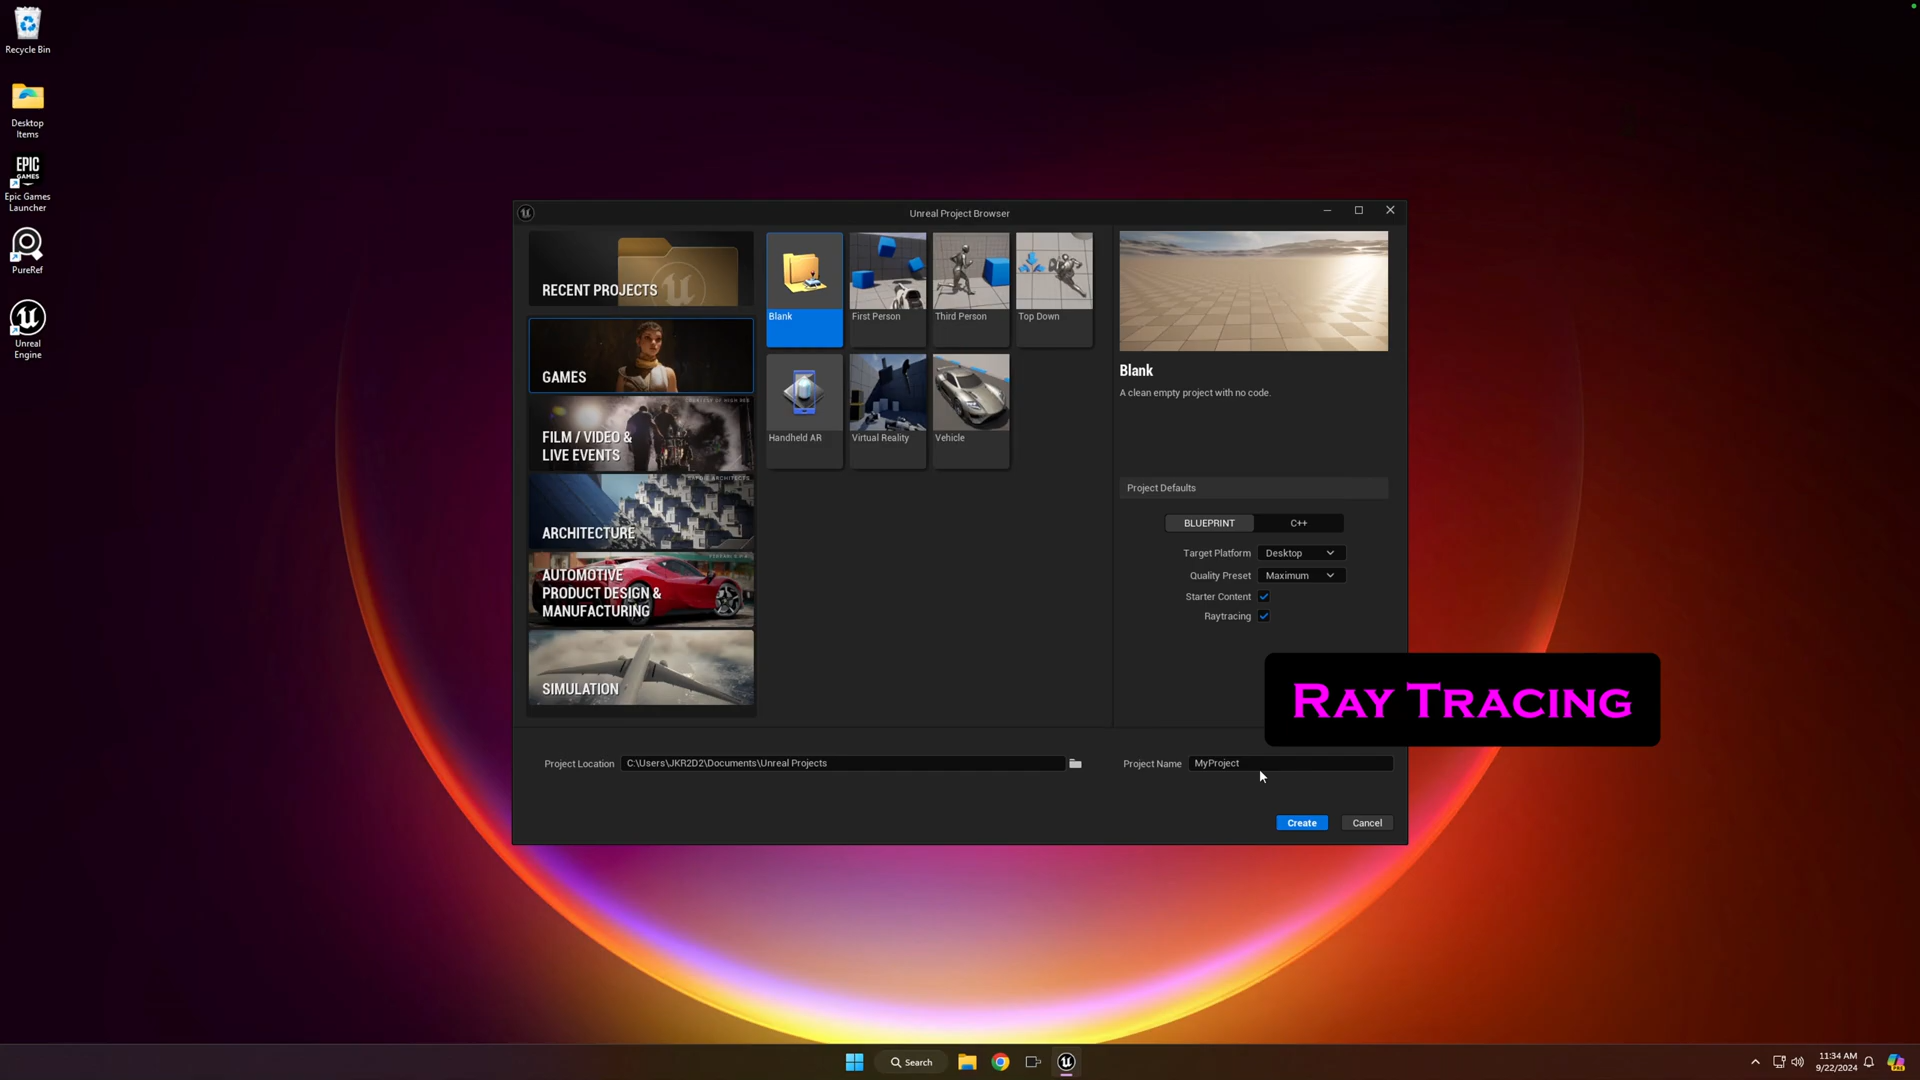 Recycle Bin
Desktop
Items
EPIC
GAMES
Epic Games
Launcher
PureRef
Unreal
Engine
Unreal Project Browser
RECENT PROJECTS
GAMES
FILM / VIDEO &
LIVE EVENTS
ARCHITECTURE
AUTOMOTIVE
PRODUCT DESIGN &
MANUFACTURING
SIMULATION
Blank
First Person
Third Person
Top Down
Handheld AR
Virtual Reality
Vehicle
Blank
A clean empty project with no code.
Project Defaults
BLUEPRINT
C++
Target Platform Desktop
Quality Preset Maximum
Starter Content
Raytracing
Ray Tracing
Project Location C:\Users\JKR2D2\Documents\Unreal Projects
Project Name MyProject
Create
Cancel
Search
11:34 AM
9/22/2024